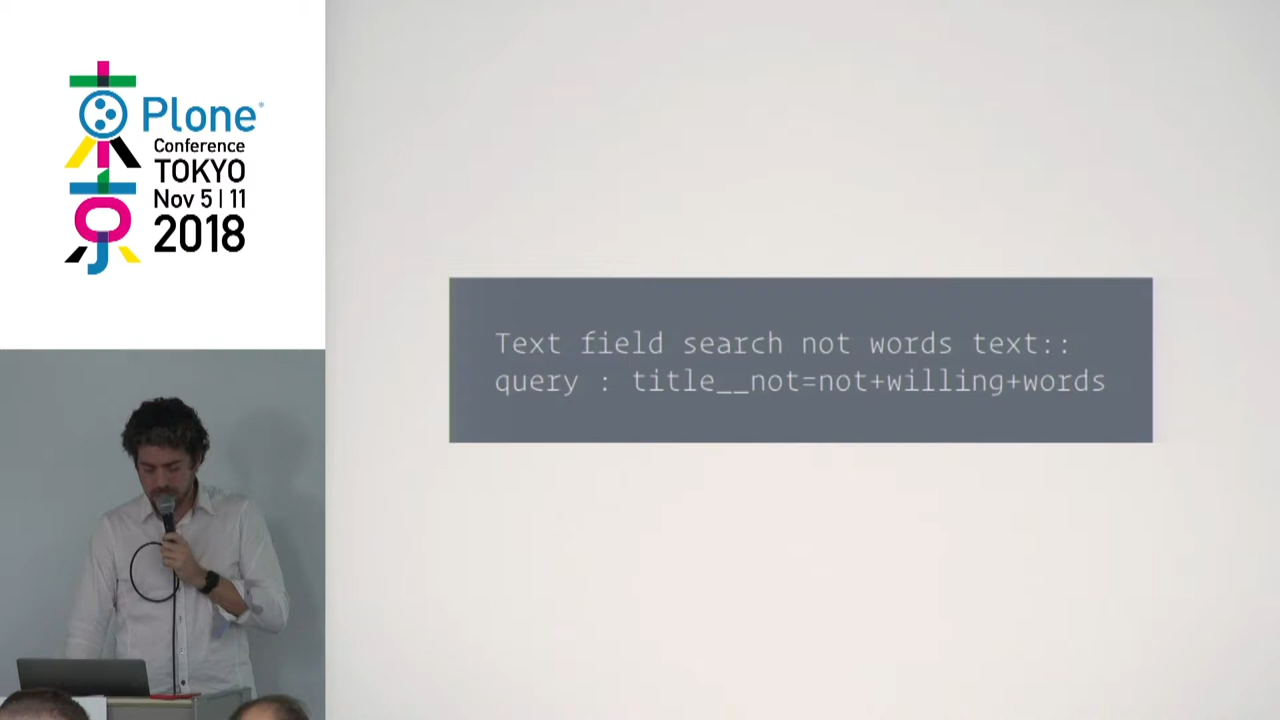 Plone®
Conference
TOKYO
Nov 5 | 11
2018
Text field search not words text::
query : title__not=not+willing+words